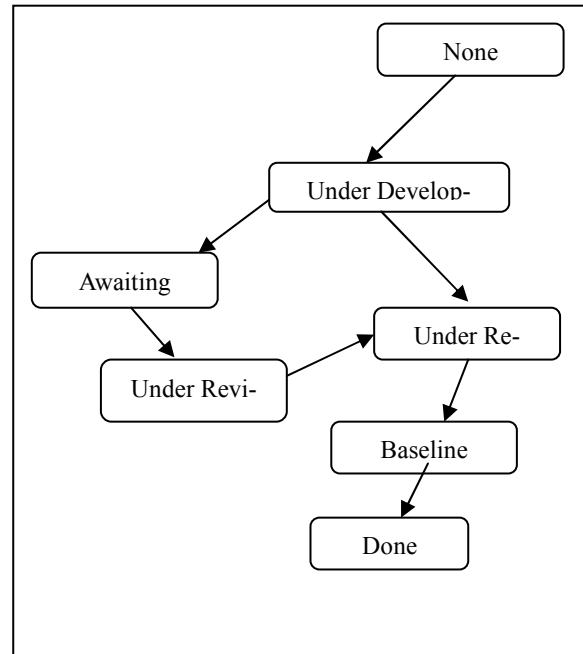 None
Under Develop-
Awaiting
Under Re-
Under Revi-
Baseline
Done